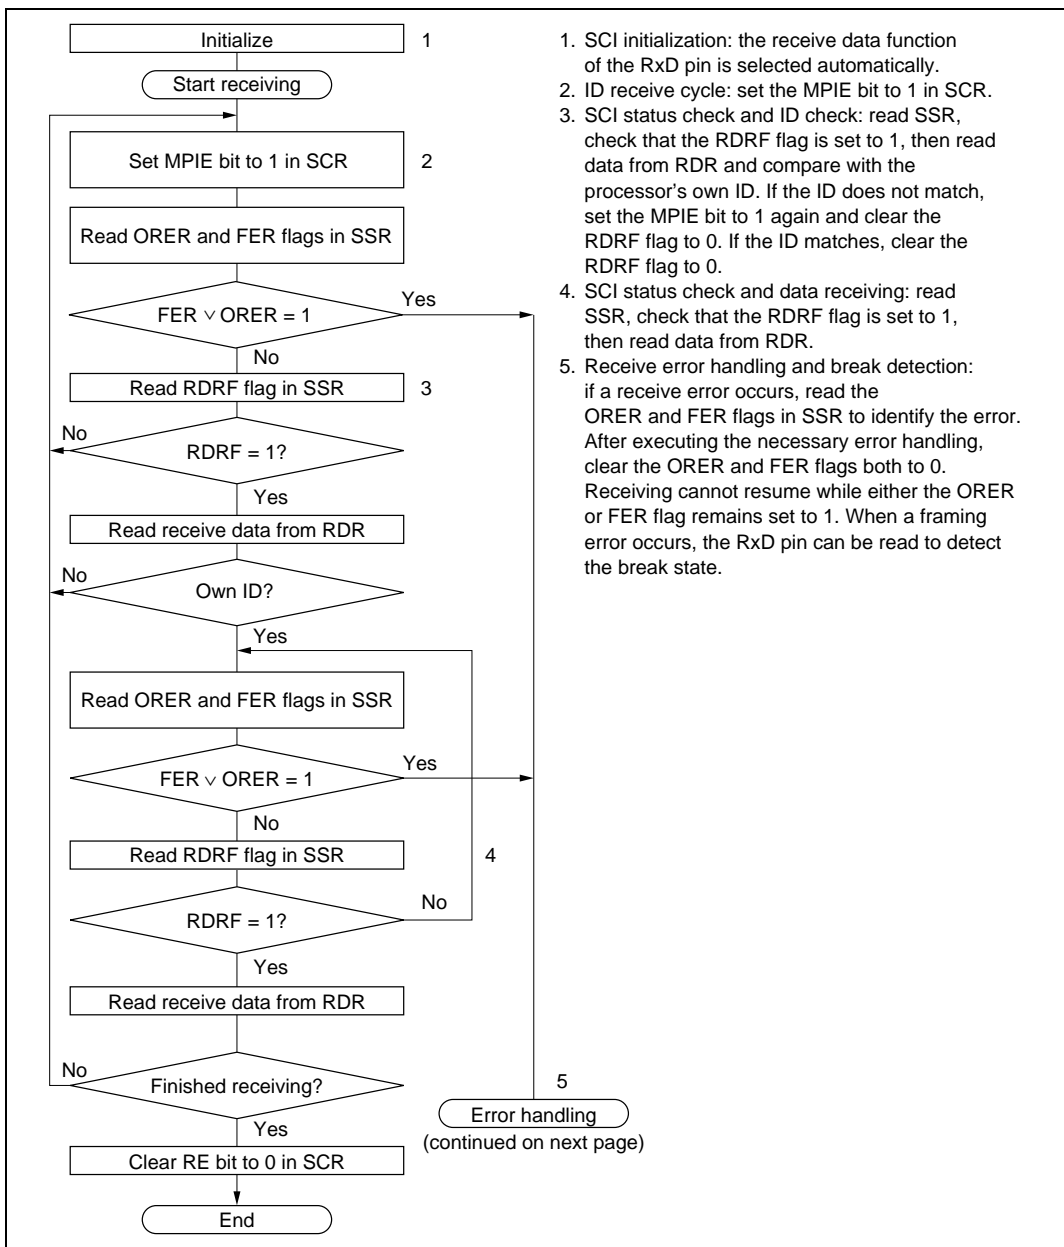 Initialize 1
Start receiving
Set MPIE bit to 1 in SCR 2
Read ORER and FER flags in SSR
FER ∨ ORER = 1
Yes
No
Read RDRF flag in SSR 3
No
RDRF = 1?
Yes
Read receive data from RDR
No
Own ID?
Yes
Read ORER and FER flags in SSR
FER ∨ ORER = 1
Yes
No
Read RDRF flag in SSR 4
RDRF = 1?
No
Yes
Read receive data from RDR
No
Finished receiving?
Yes
Clear RE bit to 0 in SCR
End
5
Error handling
(continued on next page)
1. SCI initialization: the receive data function
of the RxD pin is selected automatically.
2. ID receive cycle: set the MPIE bit to 1 in SCR.
3. SCI status check and ID check: read SSR,
check that the RDRF flag is set to 1, then read
data from RDR and compare with the
processor's own ID. If the ID does not match,
set the MPIE bit to 1 again and clear the
RDRF flag to 0. If the ID matches, clear the
RDRF flag to 0.
4. SCI status check and data receiving: read
SSR, check that the RDRF flag is set to 1,
then read data from RDR.
5. Receive error handling and break detection:
if a receive error occurs, read the
ORER and FER flags in SSR to identify the error.
After executing the necessary error handling,
clear the ORER and FER flags both to 0.
Receiving cannot resume while either the ORER
or FER flag remains set to 1. When a framing
error occurs, the RxD pin can be read to detect
the break state.